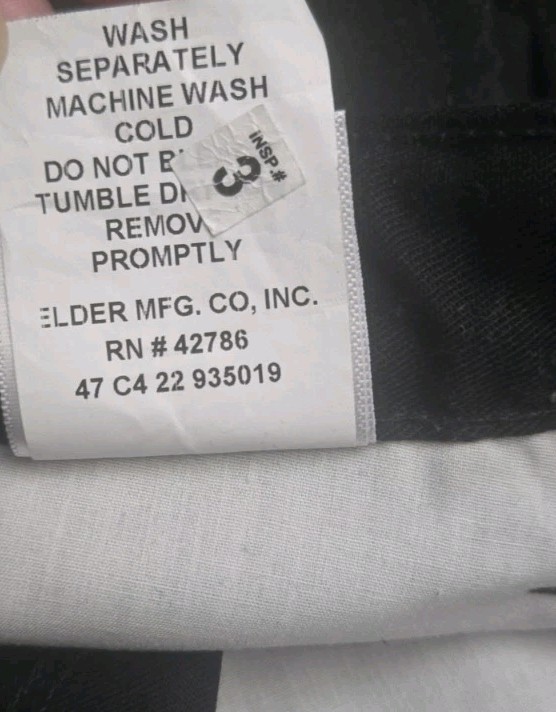 WASH
SEPARATELY
MACHINE WASH
COLD
DO NOT
TUMBLE
PROMPTLY
ELDER MFG. CO, INC.
RN # 42786
47 C4 22 935019
INSP.#
3